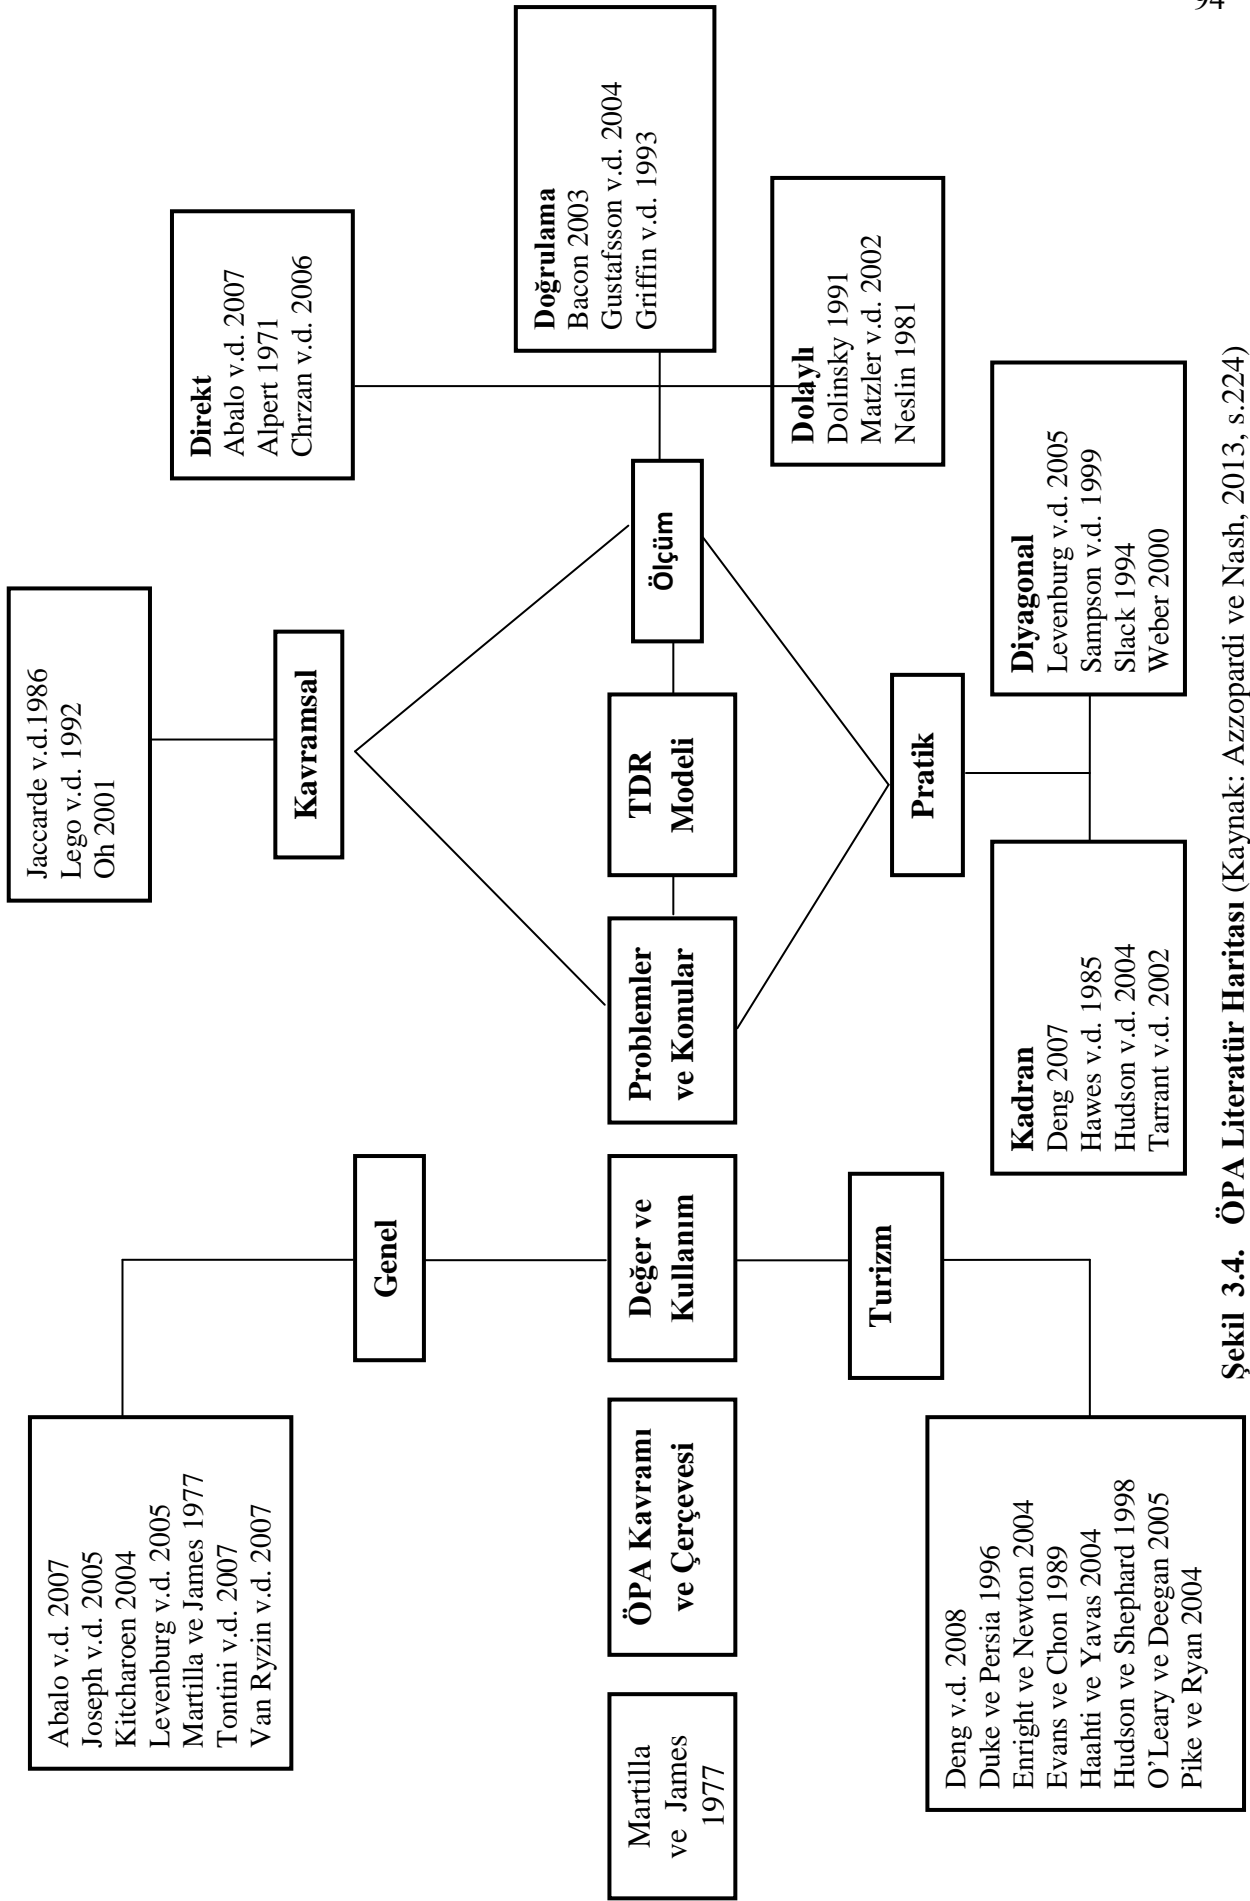 94
Abalo v.d. 2007
Joseph v.d. 2005
Kitcharoen 2004
Levenburg v.d. 2005
Martilla ve James 1977
Tontini v.d. 2007
Van Ryzin v.d. 2007
Jaccarde v.d.1986
Lego v.d. 1992
Oh 2001
Direkt
Abalo v.d. 2007
Alpert 1971
Chrzan v.d. 2006
Genel
Kavramsal
Doğrulama
Bacon 2003
Gustafsson v.d. 2004
Griffin v.d. 1993
Martilla
ve James
1977
ÖPA Kavramı
ve Çerçevesi
Değer ve
Kullanım
Problemler
ve Konular
TDR
Modeli
Ölçüm
Dolaylı
Dolinsky 1991
Matzler v.d. 2002
Neslin 1981
Turizm
Pratik
Deng v.d. 2008
Duke ve Persia 1996
Enright ve Newton 2004
Evans ve Chon 1989
Haahti ve Yavas 2004
Hudson ve Shephard 1998
O'Leary ve Deegan 2005
Pike ve Ryan 2004
Kadran
Deng 2007
Hawes v.d. 1985
Hudson v.d. 2004
Tarrant v.d. 2002
Diyagonal
Levenburg v.d. 2005
Sampson v.d. 1999
Slack 1994
Weber 2000
Şekil 3.4. ÖPA Literatür Haritası (Kaynak: Azzopardi ve Nash, 2013, s.224)